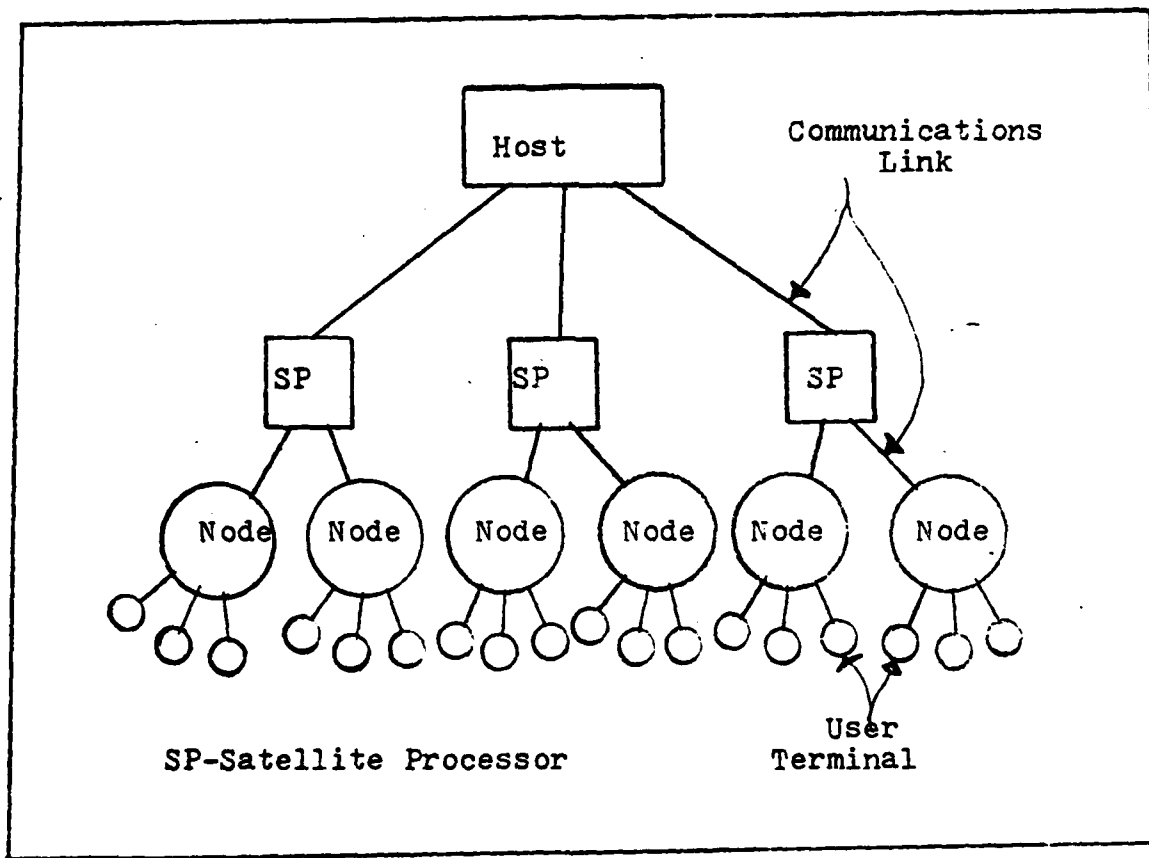 Host
Communications
Link
SP
SP
SP
Node
Node
Node
Node
Node
Node
User
Terminal
SP-Satellite Processor